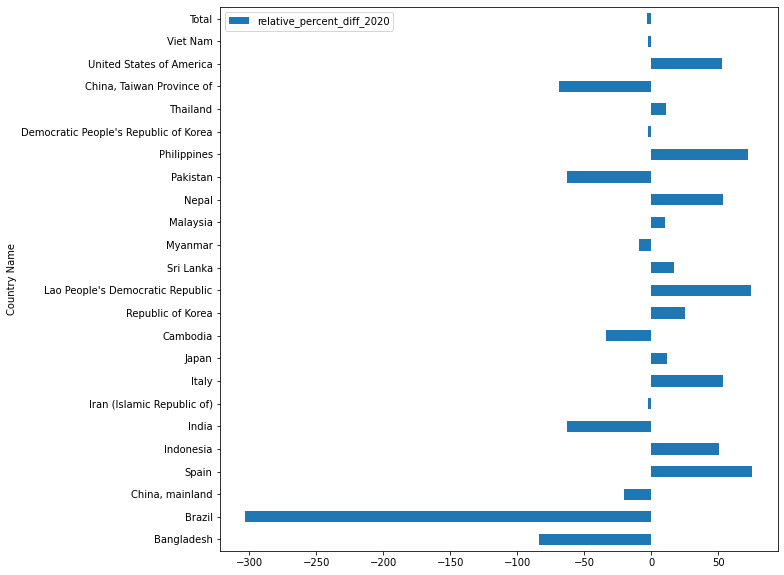 relative_percent_diff_2020
Country Name
Total
Viet Nam
United States of America
China, Taiwan Province of
Thailand
Democratic People's Republic of Korea
Philippines
Pakistan
Nepal
Malaysia
Myanmar
Sri Lanka
Lao People's Democratic Republic
Republic of Korea
Cambodia
Japan
Italy
Iran (Islamic Republic of)
India
Indonesia
Spain
China, mainland
Brazil
Bangladesh
−300 −250 −200 −150 −100 −50 0 50